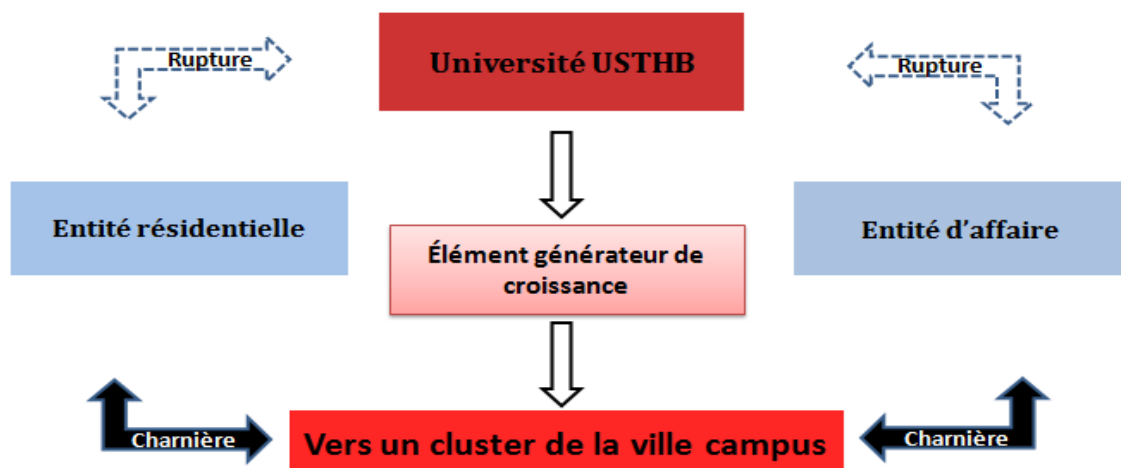 Rupture
Université USTHB
Rupture
Entité résidentielle
Entité d’affaire
Élément générateur de
croissance
Charnière
Vers un cluster de la ville campus
Charnière